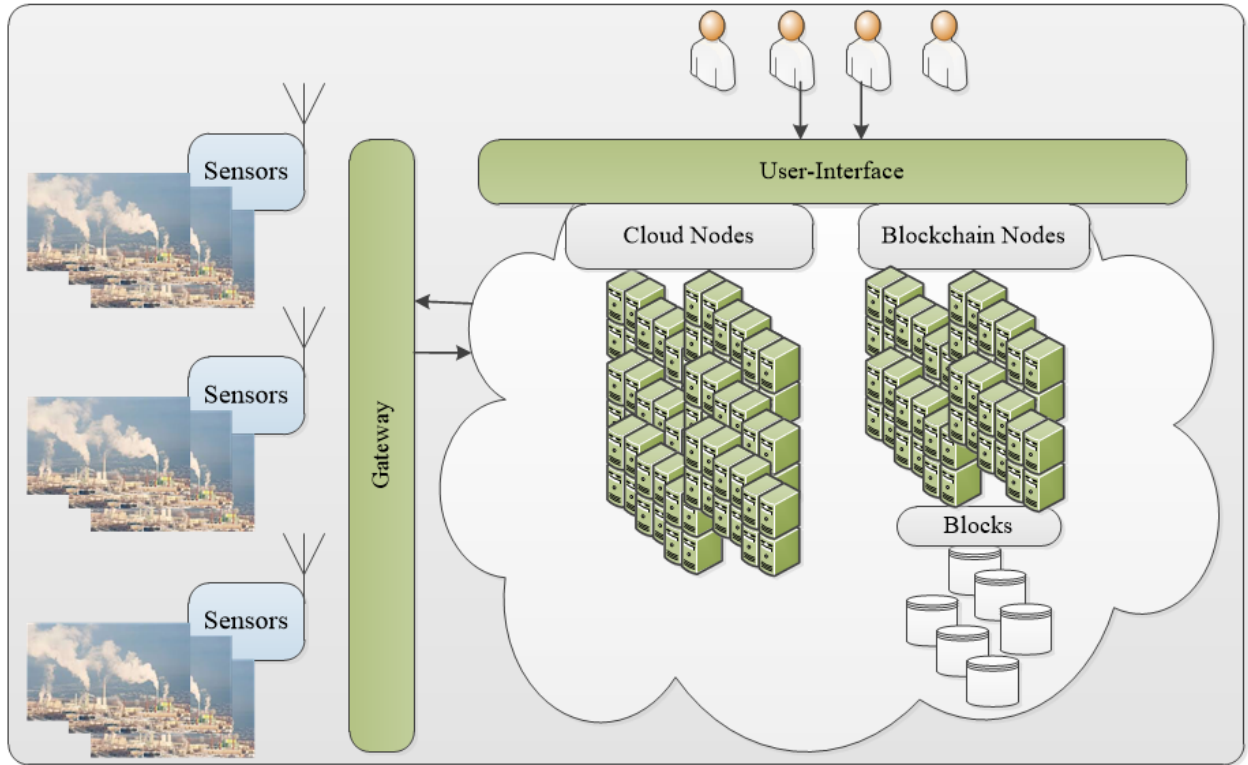 Sensors
Sensors
Sensors
Gateway
User-Interface
Cloud Nodes
Blockchain Nodes
Blocks